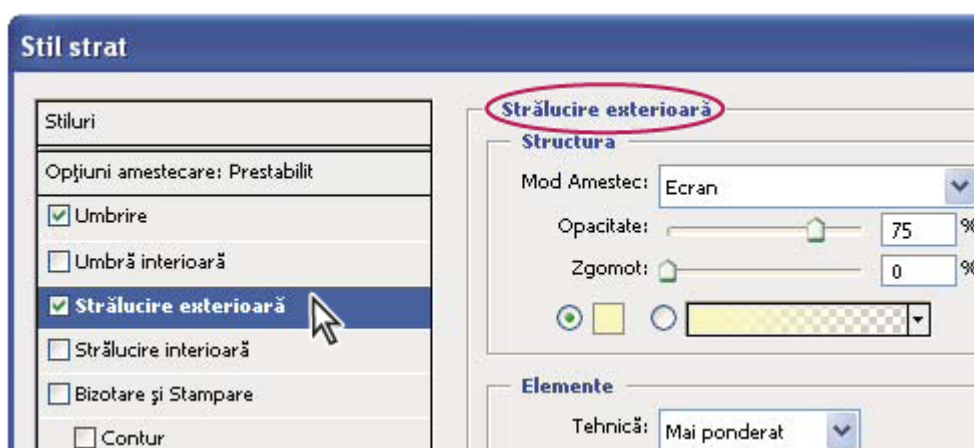 Stil strat
Stiluri
Opţiuni amestecare: Prestabilit
Umbrire
Umbră interioară
Strălucire exterioară
Strălucire interioară
Bizotare şi Stampare
Contur
Strălucire exterioară
Structura
Mod Amestec: Ecran
Opacitate: 75 %
Zgomot: 0 %
Elemente
Tehnică: Mai ponderat